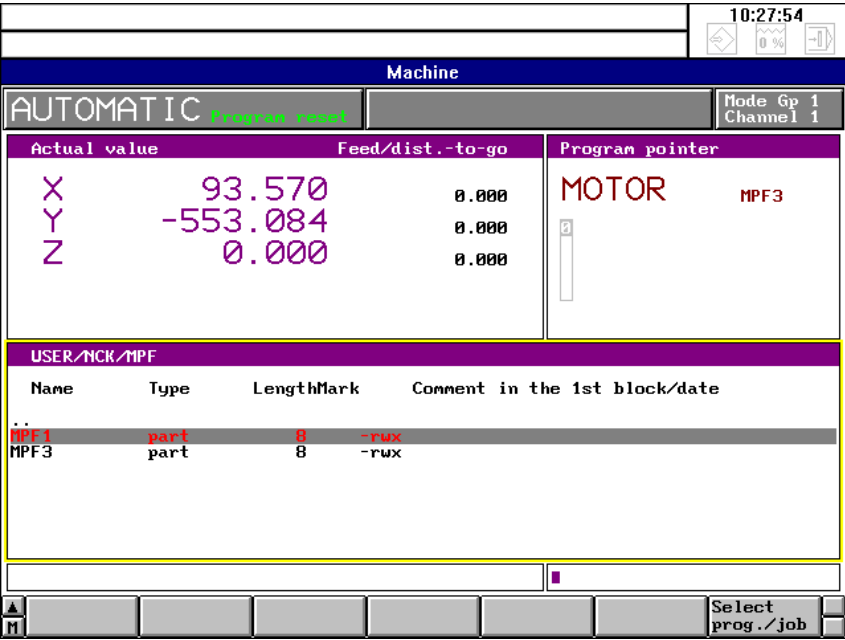 10:27:54
0 %
Machine
AUTOMATIC Program reset
Mode Gp 1
Channel 1
Actual value Feed/dist.-to-go
Program pointer
X 93.570 0.000
Y -553.084 0.000
Z 0.000 0.000
MOTOR MPF3
0
USER/NCK/MPF
Name Type LengthMark Comment in the 1st block/date
..
MPF1 part 8 -rwx
MPF3 part 8 -rwx
M
Select
prog./job